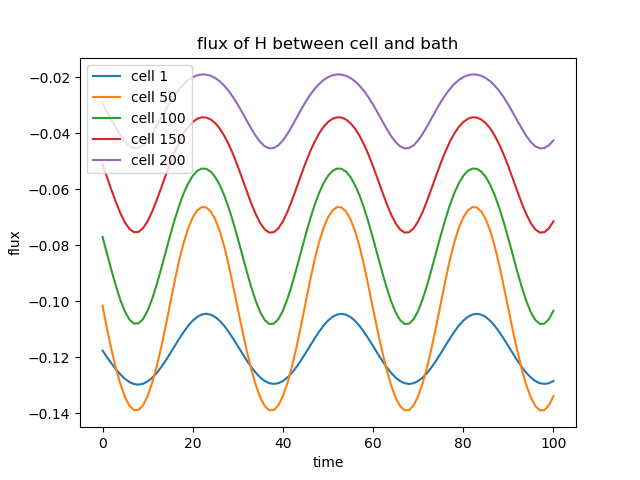 flux of H between cell and bath
cell 1
cell 50
cell 100
cell 150
cell 200
−0.02
−0.04
−0.06
−0.08
−0.10
−0.12
−0.14
flux
0 20 40 60 80 100
time